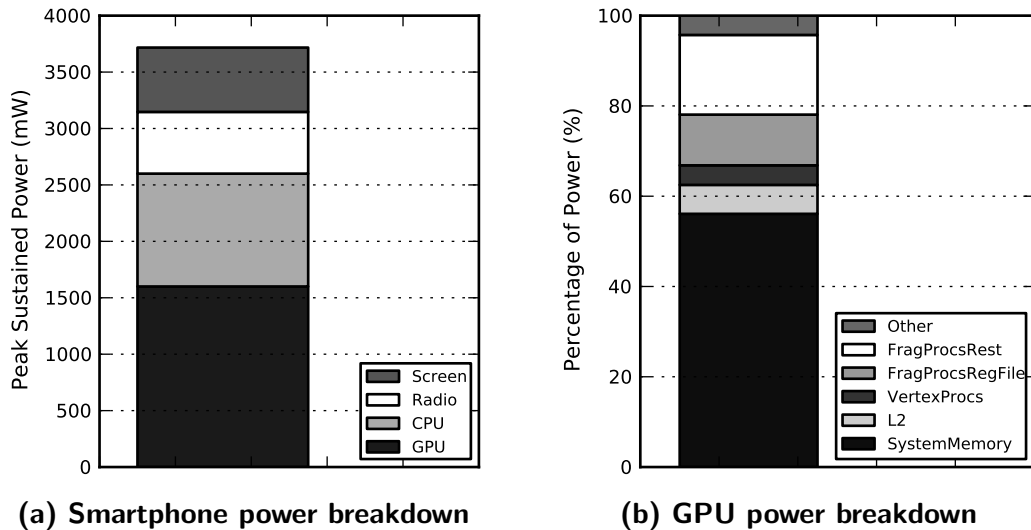 Peak Sustained Power (mW)
4000
3500
3000
2500
2000
1500
1000
500
0
Screen
Radio
CPU
GPU
(a) Smartphone power breakdown
Percentage of Power (%)
100
80
60
40
20
0
Other
FragProcsRest
FragProcsRegFile
VertexProcs
L2
SystemMemory
(b) GPU power breakdown